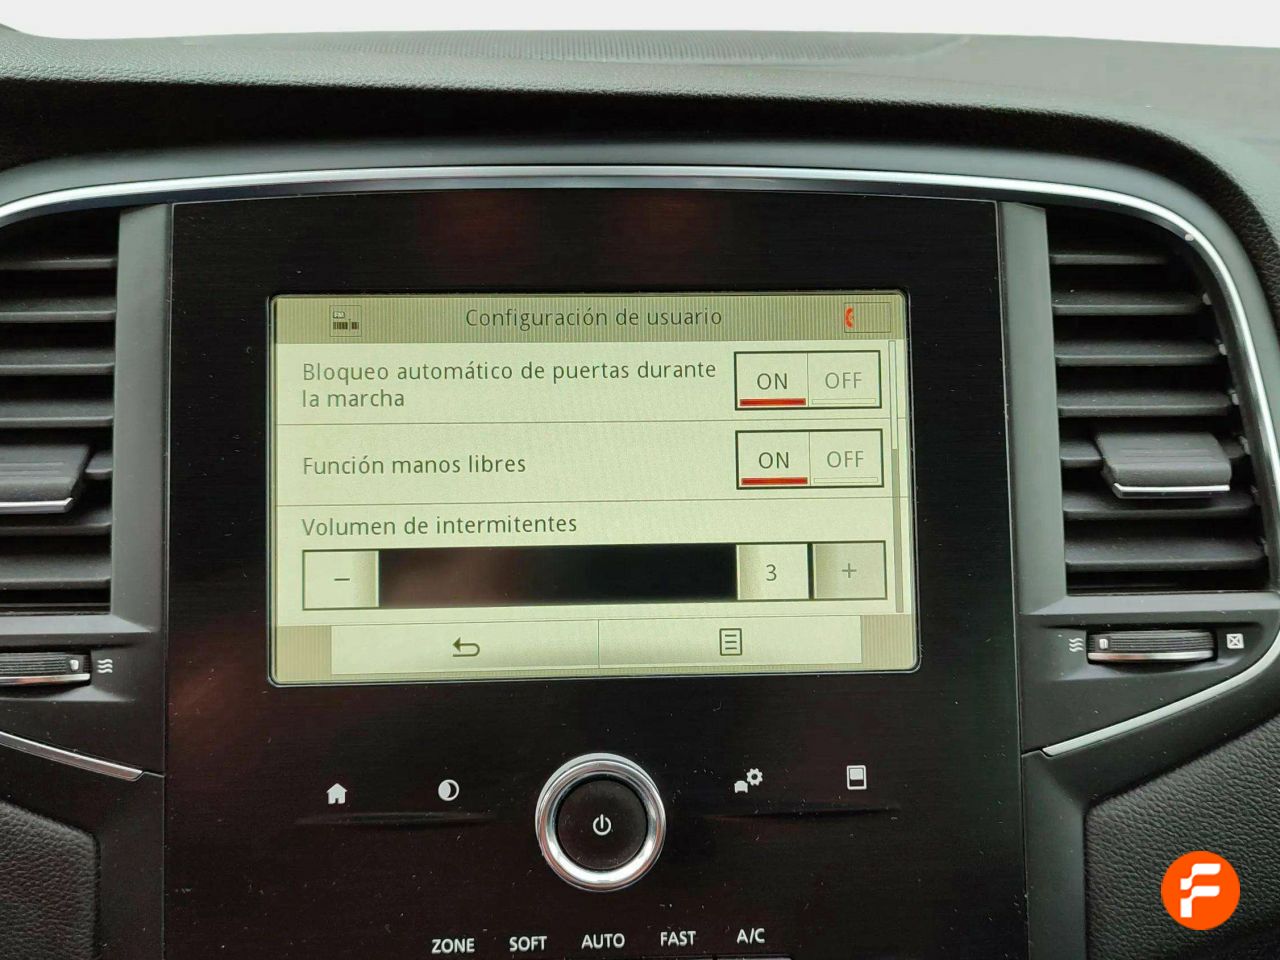 FM
Configuración de usuario
Bloqueo automático de puertas durante
la marcha
ON OFF
Función manos libres
ON OFF
Volumen de intermitentes
− 3 +
ZONE SOFT AUTO FAST A/C
F